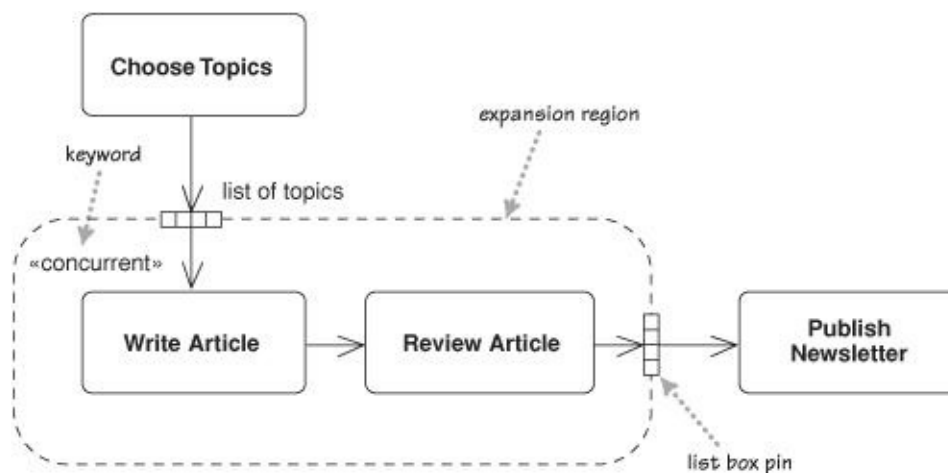 Choose Topics
expansion region
keyword
list of topics
«concurrent»
Write Article
Review Article
Publish
Newsletter
list box pin